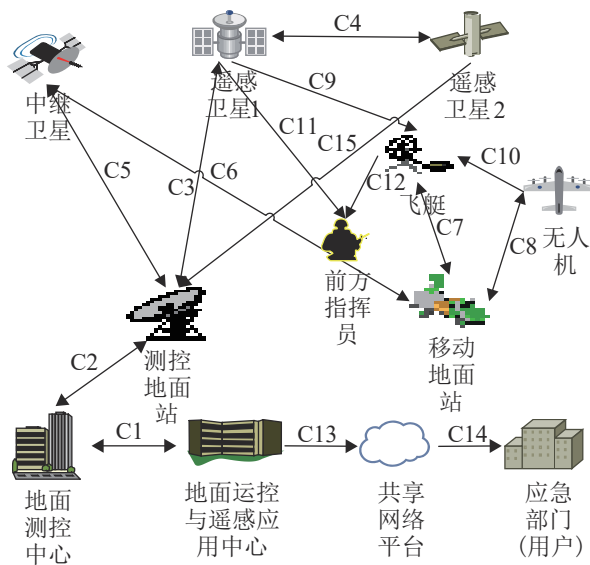 C4
遥感
卫星1
遥感
卫星2
中继
卫星
C9
C11
C15
C5
C3
C6
C12
C10
飞艇
C7
C8
无人
机
前方
指挥
员
移动
地面
站
测控
地面
站
C2
C1
C13
C14
地面
测控
中心
地面运控
与遥感应
用中心
共享
网络
平台
应急
部门
(用户)